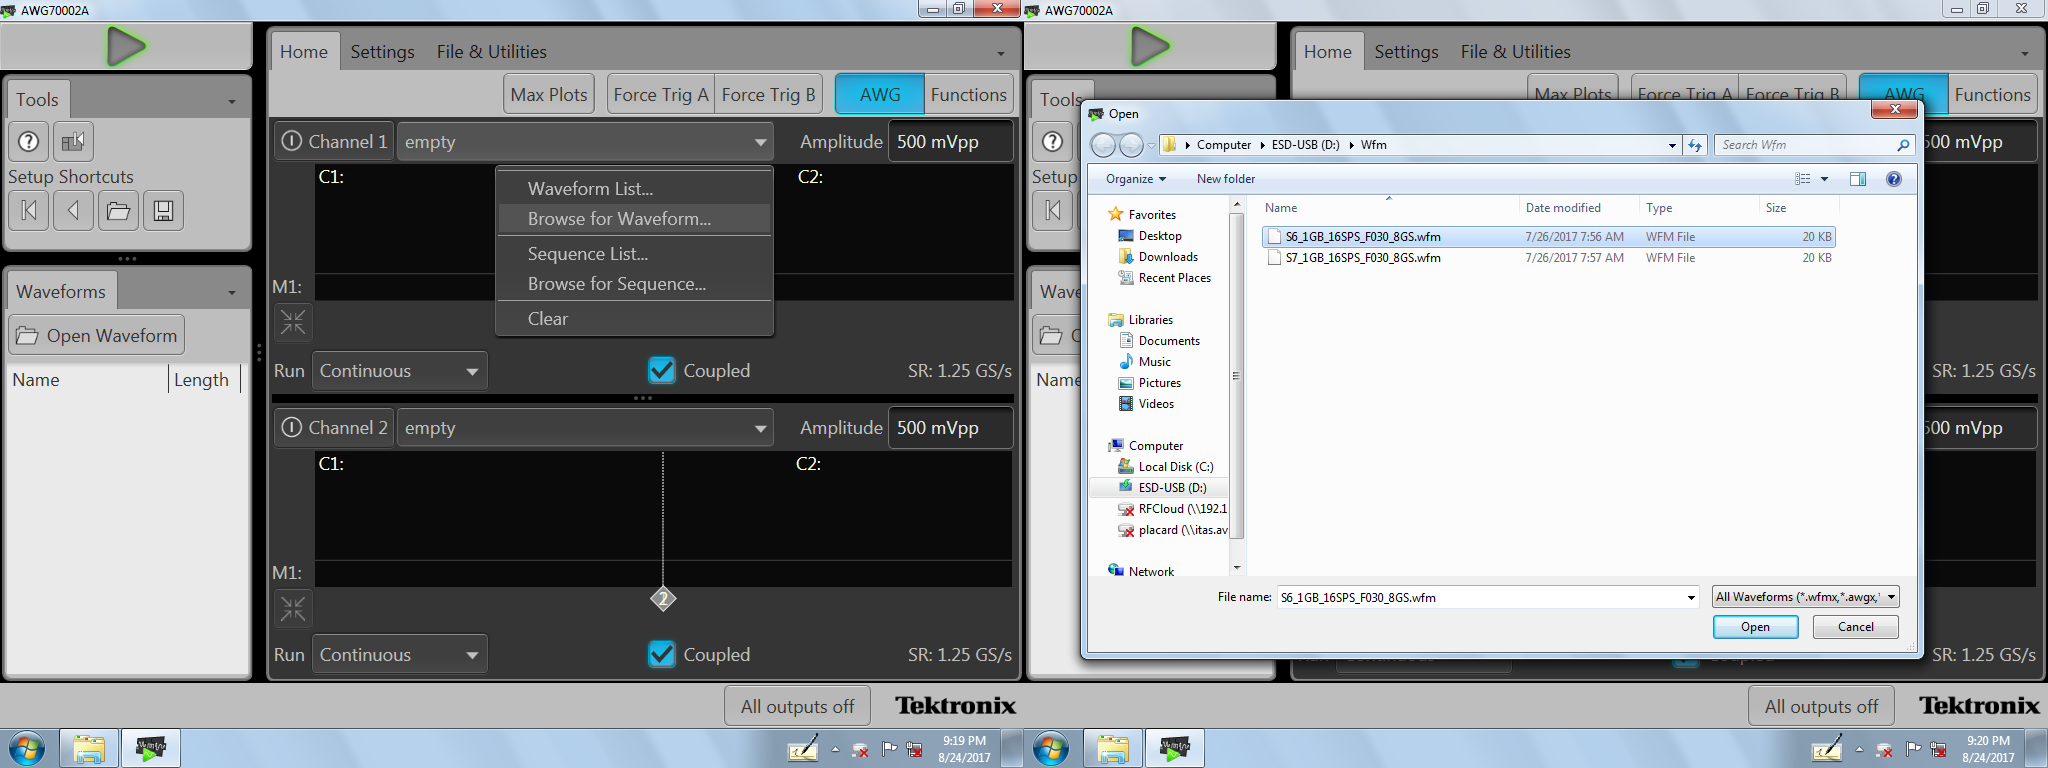 AWG70002A
Home Settings File & Utilities
Max Plots Force Trig A Force Trig B AWG Functions
Tools
Setup Shortcuts
Channel 1 empty Amplitude 500 mVpp
C1: C2:
Waveform List...
Browse for Waveform...
Sequence List...
Browse for Sequence...
Clear
M1:
Waveforms
Open Waveform
Name Length
Run Continuous Coupled SR: 1.25 GS/s
Channel 2 empty Amplitude 500 mVpp
C1: C2:
2
M1:
Run Continuous Coupled SR: 1.25 GS/s
All outputs off Tektronix
9:19 PM
8/24/2017
AWG70002A
Home Settings File & Utilities
Max Plots Force Trig A Force Trig B AWG Functions
Tools
Setup
500 mVpp
Wave
Name
SR: 1.25 GS/s
500 mVpp
Open
Computer ESD-USB (D:) Wfm
Search Wfm
Organize New folder
Favorites
Desktop
Downloads
Recent Places
Libraries
Documents
Music
Pictures
Videos
Computer
Local Disk (C:)
ESD-USB (D:)
RFCloud (\\192.1
placard (\\itas.av
Network
Name Date modified Type Size
S6_1GB_16SPS_F030_8GS.wfm 7/26/2017 7:56 AM WFM File 20 KB
S7_1GB_16SPS_F030_8GS.wfm 7/26/2017 7:57 AM WFM File 20 KB
File name: S6_1GB_16SPS_F030_8GS.wfm All Waveforms (*.wfmx,*.awgx,*
Open Cancel
SR: 1.25 GS/s
All outputs off Tektronix
9:20 PM
8/24/2017